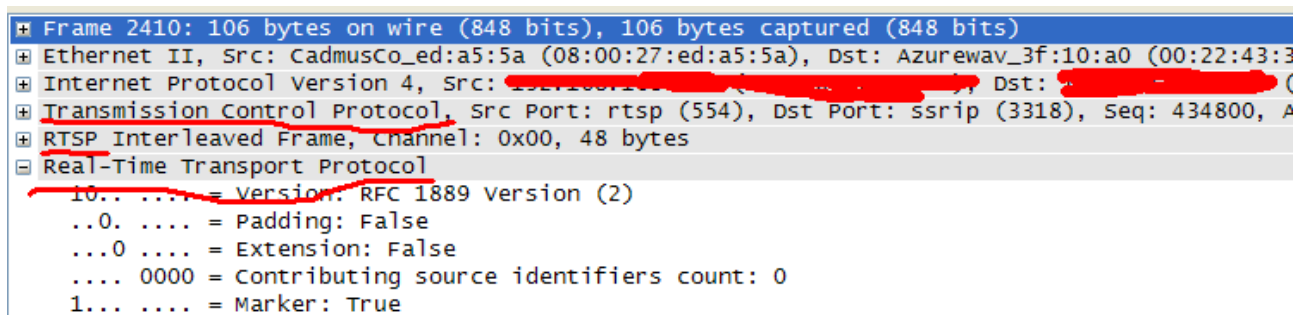 Frame 2410: 106 bytes on wire (848 bits), 106 bytes captured (848 bits)
Ethernet II, Src: CadmusCo_ed:a5:5a (08:00:27:ed:a5:5a), Dst: Azurewav_3f:10:a0 (00:22:43:3
Internet Protocol Version 4, Src: ( ), Dst: (
Transmission Control Protocol, Src Port: rtsp (554), Dst Port: ssrip (3318), Seq: 434800, A
RTSP Interleaved Frame, Channel: 0x00, 48 bytes
Real-Time Transport Protocol
10.. .... = Version: RFC 1889 Version (2)
..0. .... = Padding: False
...0 .... = Extension: False
.... 0000 = Contributing source identifiers count: 0
1... .... = Marker: True